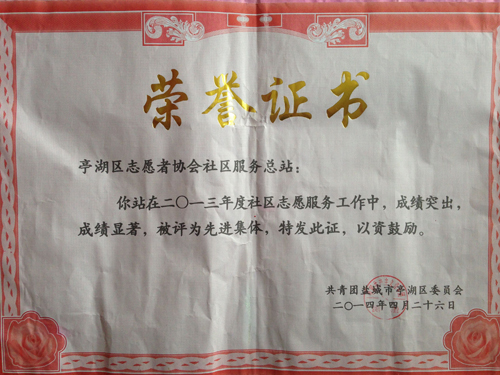 荣誉证书
亭湖区志愿者协会社区服务总站：
你站在二〇一三年度社区志愿服务工作中，成绩突出，
成绩显著，被评为先进集体，特发此证，以资鼓励。
共青团盐城市亭湖区委员会
二〇一四年四月二十六日